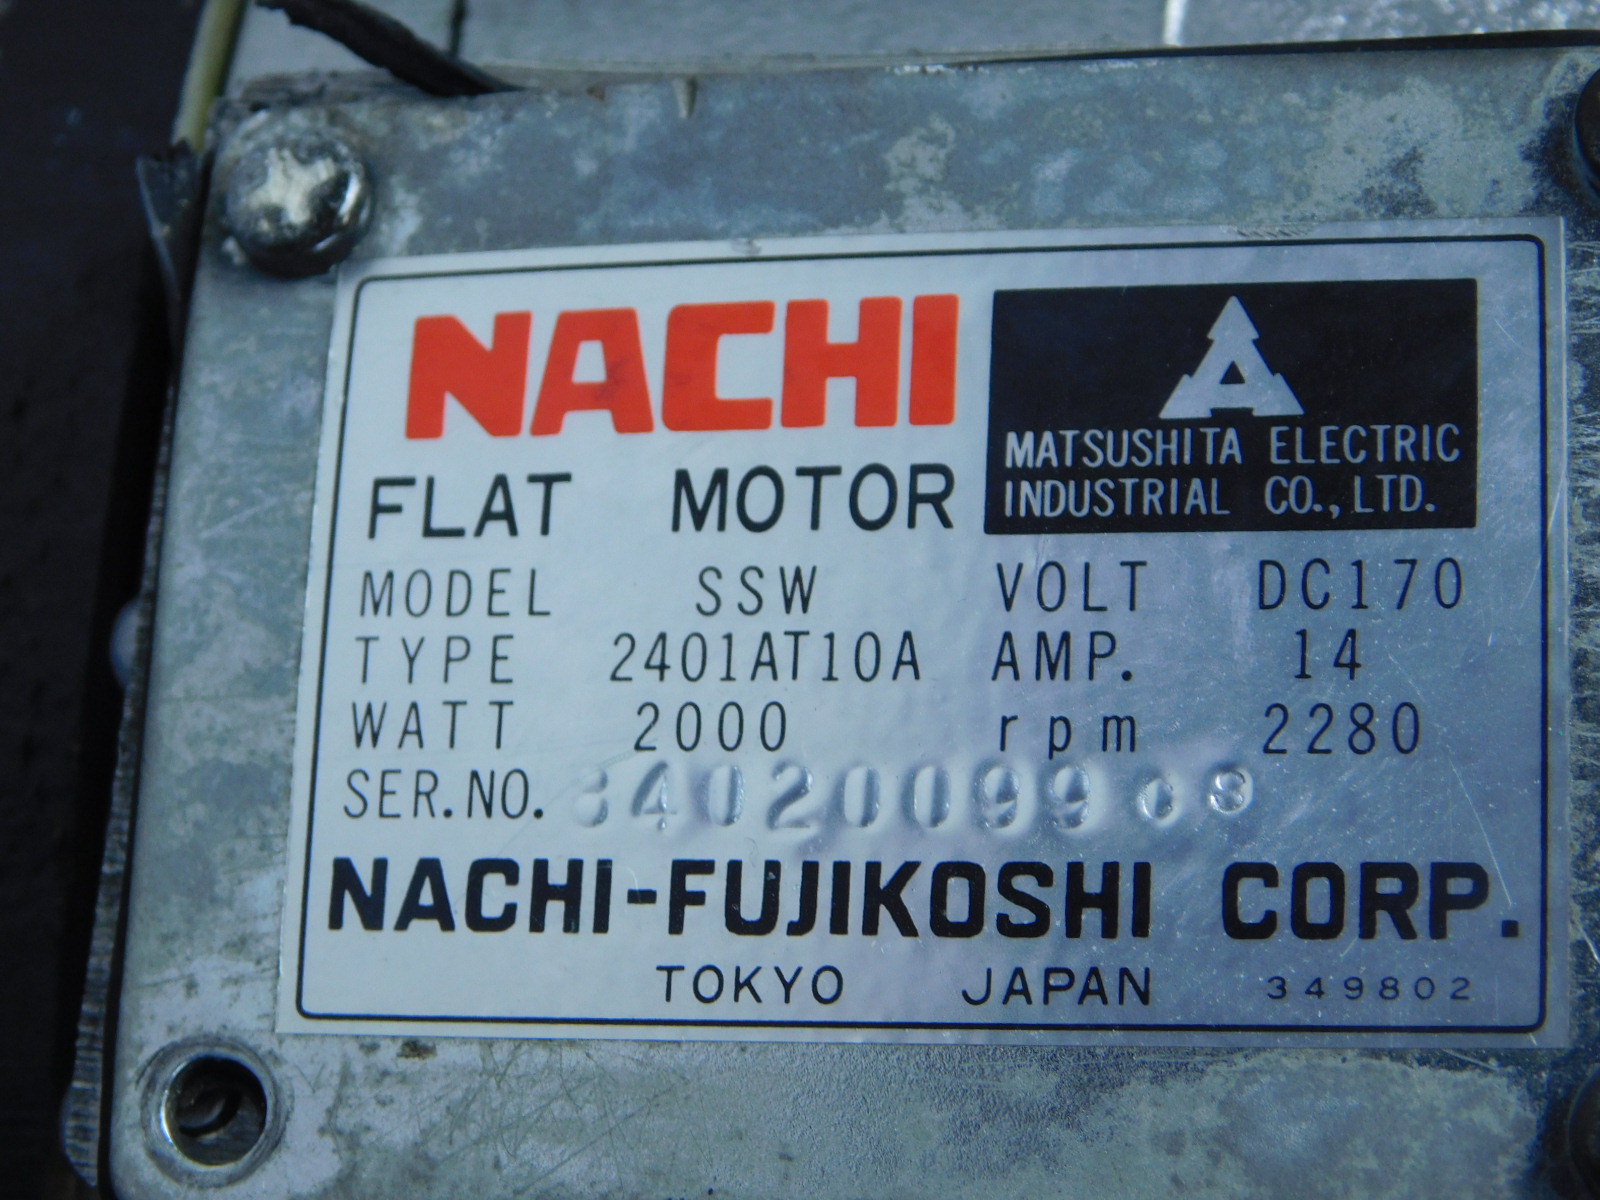 NACHI
MATSUSHITA ELECTRIC
INDUSTRIAL CO., LTD.
FLAT MOTOR
MODEL SSW VOLT DC170
TYPE 2401AT10A AMP. 14
WATT 2000 rpm 2280
SER.NO.
NACHI-FUJIKOSHI CORP.
TOKYO JAPAN 349802